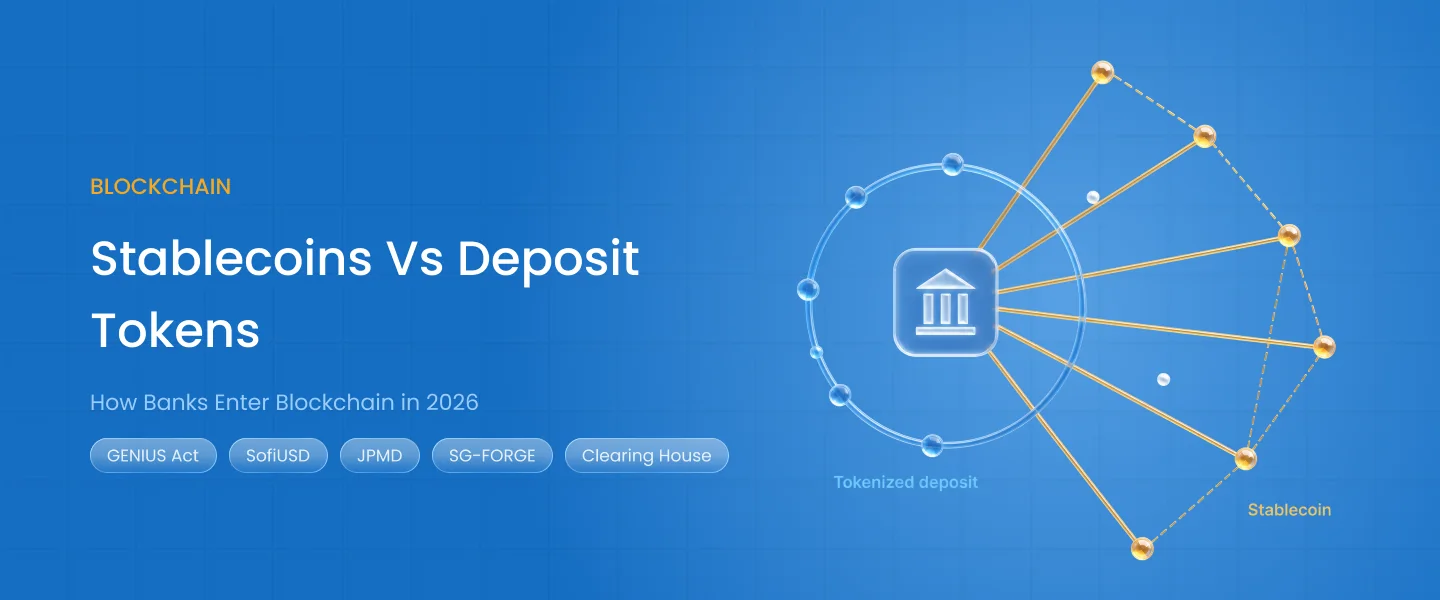 BLOCKCHAIN
Stablecoins Vs Deposit
Tokens
How Banks Enter Blockchain in 2026
GENIUS Act SofiUSD JPMD SG-FORGE Clearing House
Tokenized deposit
Stablecoin